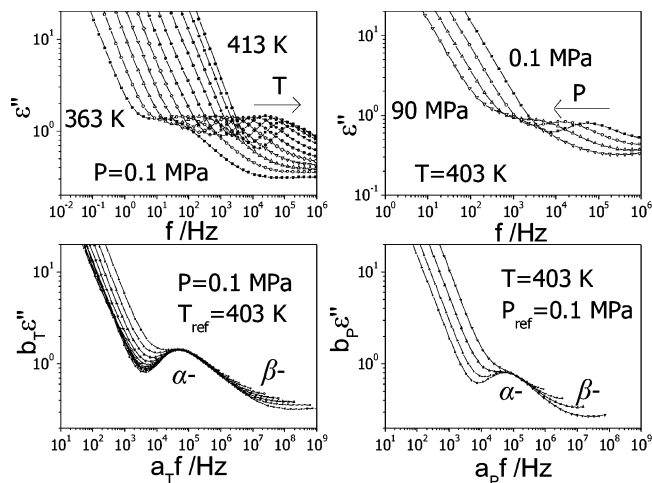 10¹
10⁰
ε''
413 K
T
363 K
P=0.1 MPa
10⁻² 10⁻¹ 10⁰ 10¹ 10² 10³ 10⁴ 10⁵ 10⁶
f /Hz
10¹
10⁰
10⁻¹
ε''
0.1 MPa
P
90 MPa
T=403 K
10⁰ 10¹ 10² 10³ 10⁴ 10⁵ 10⁶
f /Hz
10¹
10⁰
b_Tε''
P=0.1 MPa
T_ref=403 K
α-
β-
10¹ 10² 10³ 10⁴ 10⁵ 10⁶ 10⁷ 10⁸ 10⁹
a_Tf /Hz
10¹
10⁰
b_Pε''
T=403 K
P_ref=0.1 MPa
α-
β-
10¹ 10² 10³ 10⁴ 10⁵ 10⁶ 10⁷ 10⁸ 10⁹
a_Pf /Hz